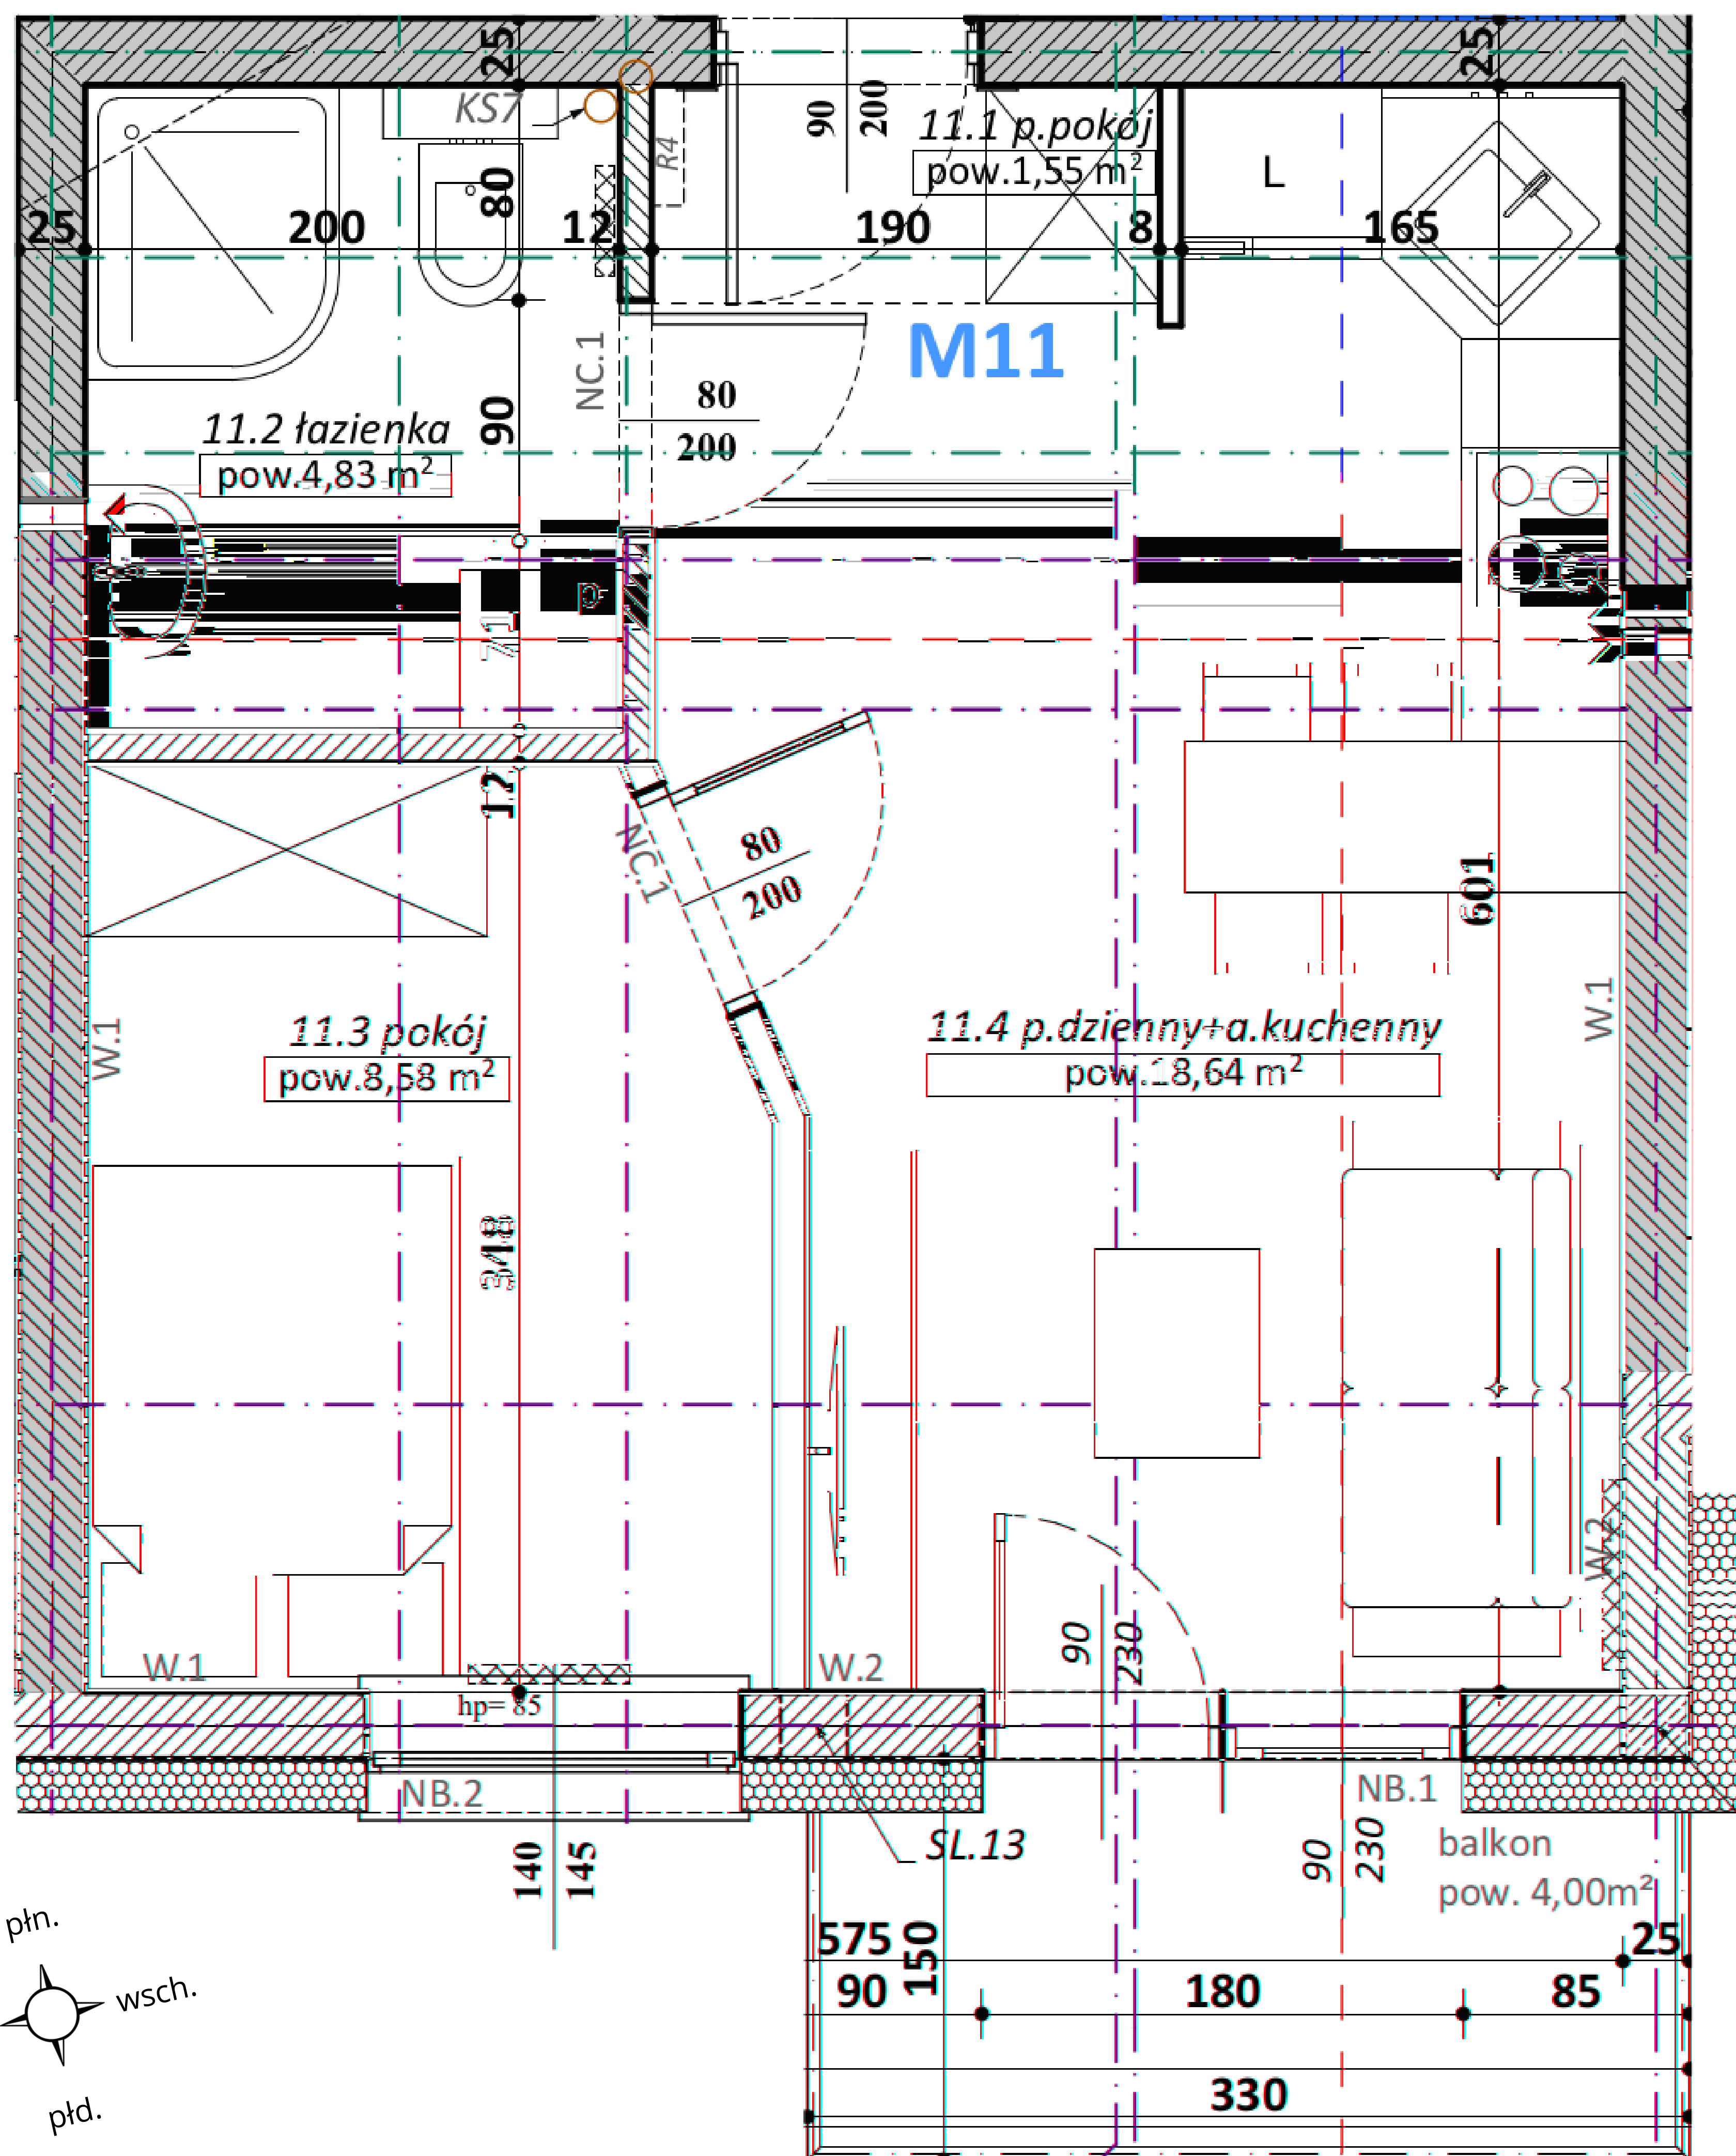 25
25
KS7
R4
90
200
11.1 p.pokój
pow.1,55 m²
L
80
25
200
12
190
8
165
M11
NC.1
80
200
90
11.2 łazienka
pow.4,83 m²
p
71
12
80
200
NC.1
601
W.1
W.1
11.3 pokój
pow.8,58 m²
11.4 p.dzienny+a.kuchenny
pow.18,64 m²
348
W.2
90
230
W.1
W.2
hp= 85
NB.2
NB.1
SL.13
140
145
90
230
balkon
pow. 4,00m²
575
150
25
90
180
85
330
płn.
wsch.
płd.